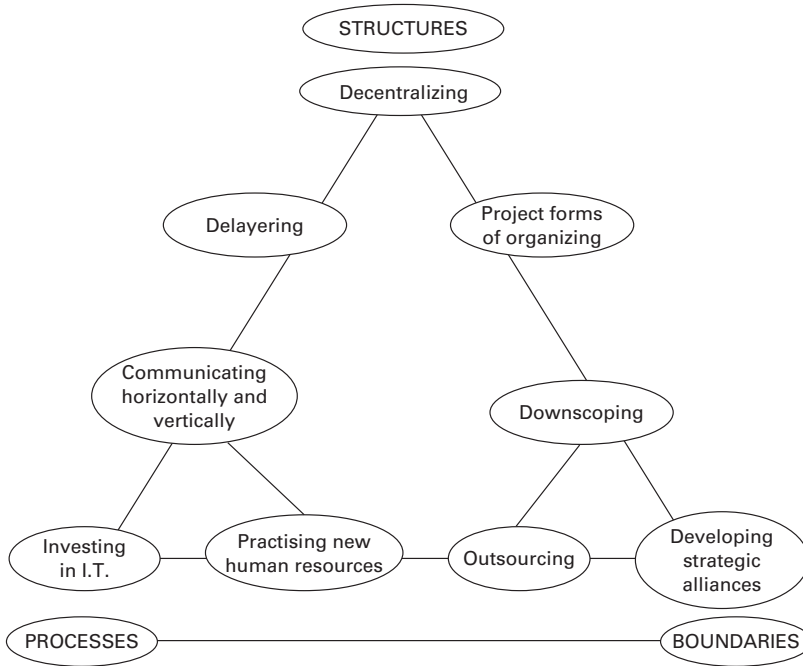 STRUCTURES
Decentralizing
Delayering
Project forms
of organizing
Communicating
horizontally and
vertically
Downscoping
Investing
in I.T.
Practising new
human resources
Outsourcing
Developing
strategic
alliances
PROCESSES
BOUNDARIES